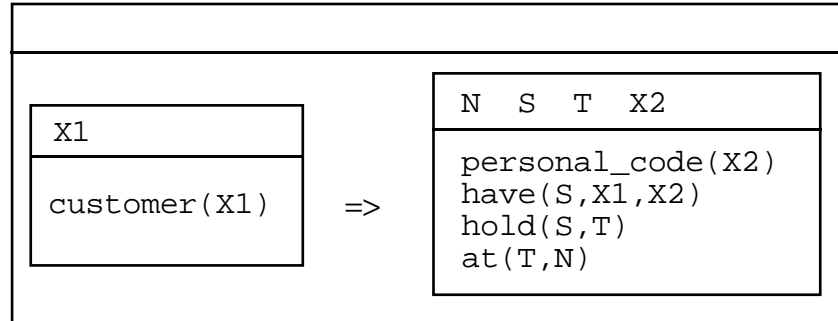 X1
customer(X1)
=>
N S T X2
personal_code(X2)
have(S,X1,X2)
hold(S,T)
at(T,N)